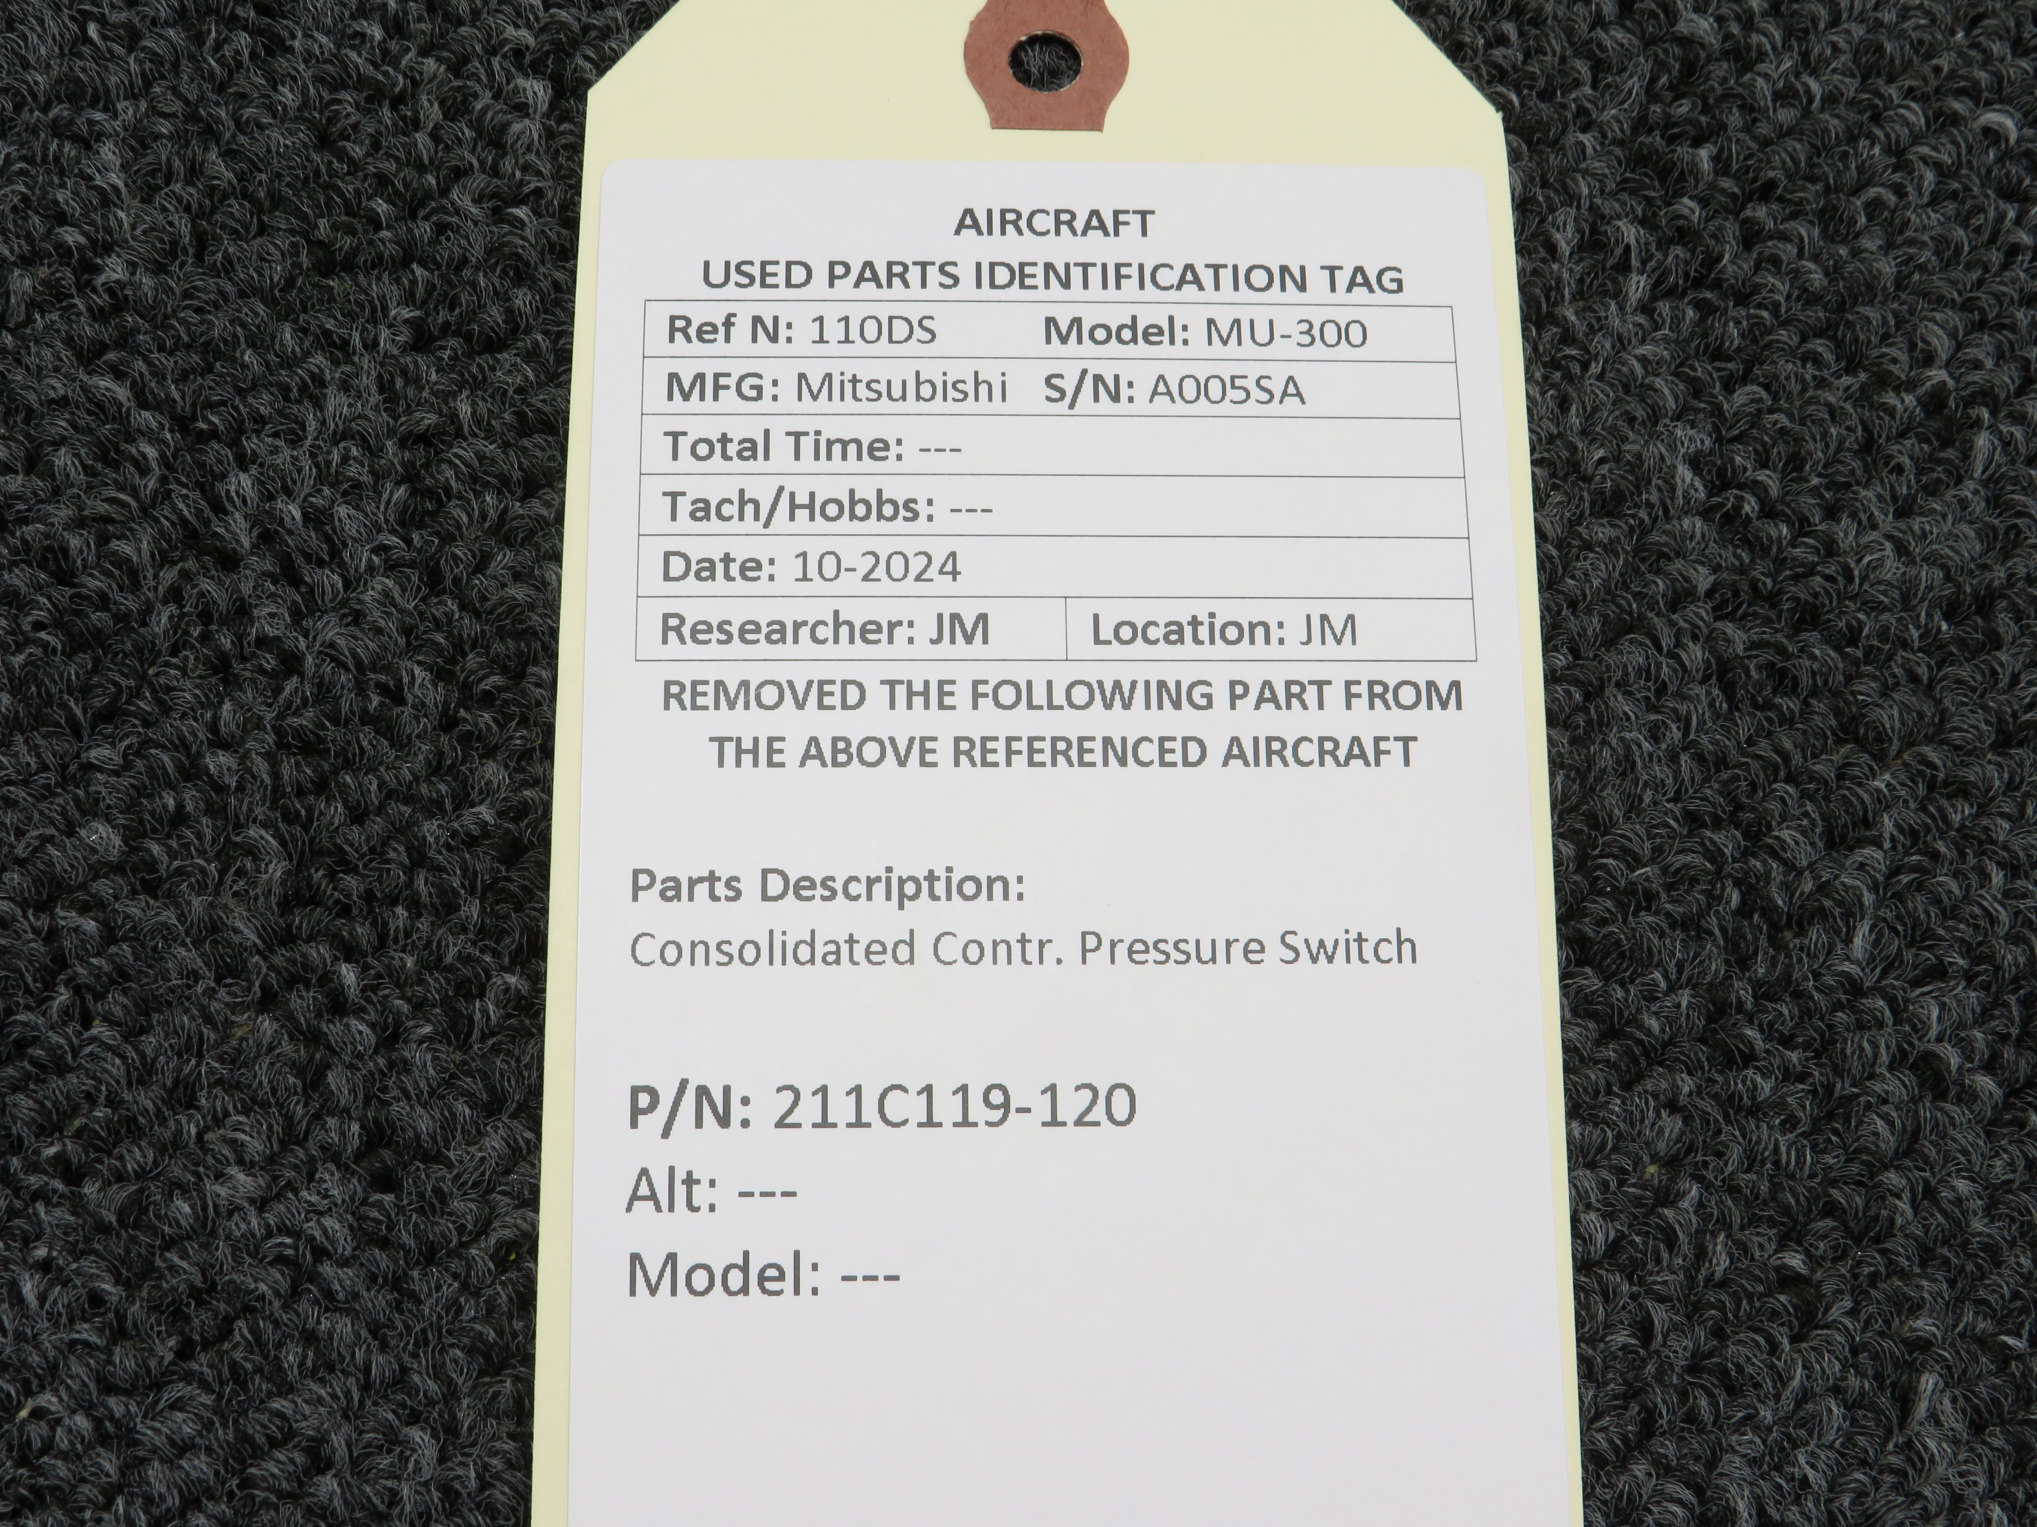 AIRCRAFT
USED PARTS IDENTIFICATION TAG
Ref N: 110DS Model: MU-300
MFG: Mitsubishi S/N: A005SA
Total Time: ---
Tach/Hobbs: ---
Date: 10-2024
Researcher: JM Location: JM
REMOVED THE FOLLOWING PART FROM
THE ABOVE REFERENCED AIRCRAFT
Parts Description:
Consolidated Contr. Pressure Switch
P/N: 211C119-120
Alt: ---
Model: ---